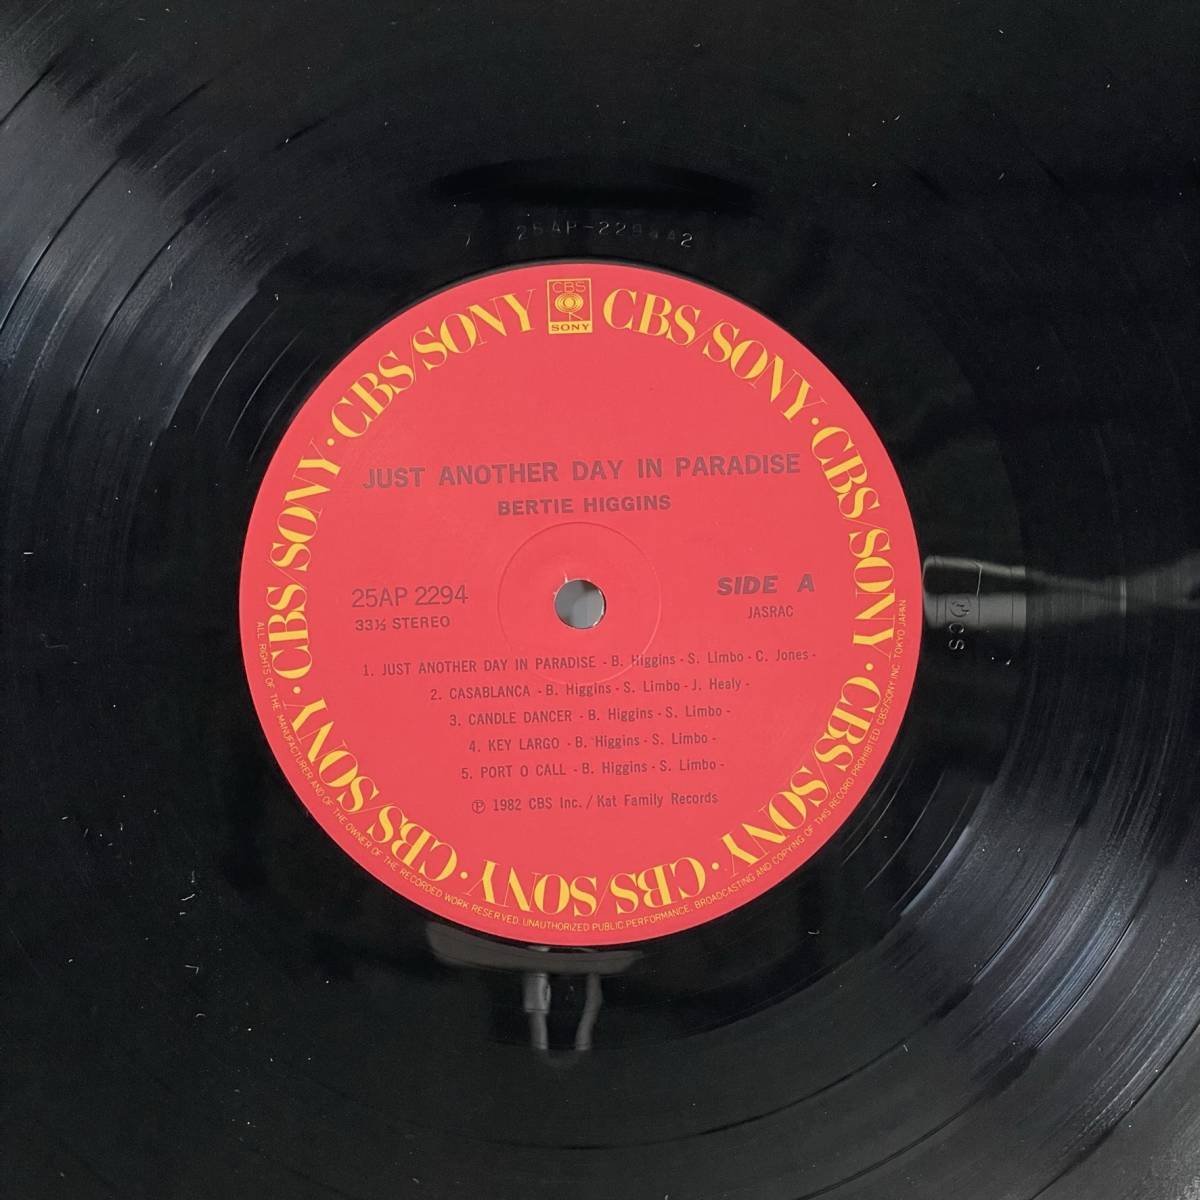 25AP-2294A2
CBS
SONY
CBS/SONY · CBS/SONY · CBS/SONY · CBS/SONY · CBS/SONY · CBS/SONY · CBS/SONY · CBS/SONY · CBS/SONY
JUST ANOTHER DAY IN PARADISE
BERTIE HIGGINS
25AP 2294
33⅓ STEREO
SIDE A
JASRAC
1. JUST ANOTHER DAY IN PARADISE - B. Higgins - S. Limbo - C. Jones -
2. CASABLANCA - B. Higgins - S. Limbo - J. Healy -
3. CANDLE DANCER - B. Higgins - S. Limbo -
4. KEY LARGO - B. Higgins - S. Limbo -
5. PORT O CALL - B. Higgins - S. Limbo -
℗ 1982 CBS Inc. / Kat Family Records
ALL RIGHTS OF THE MANUFACTURER AND OF THE OWNER OF THE RECORDED WORK RESERVED. UNAUTHORIZED PUBLIC PERFORMANCE, BROADCASTING AND COPYING OF THIS RECORD PROHIBITED. CBS/SONY INC. TOKYO JAPAN
CS